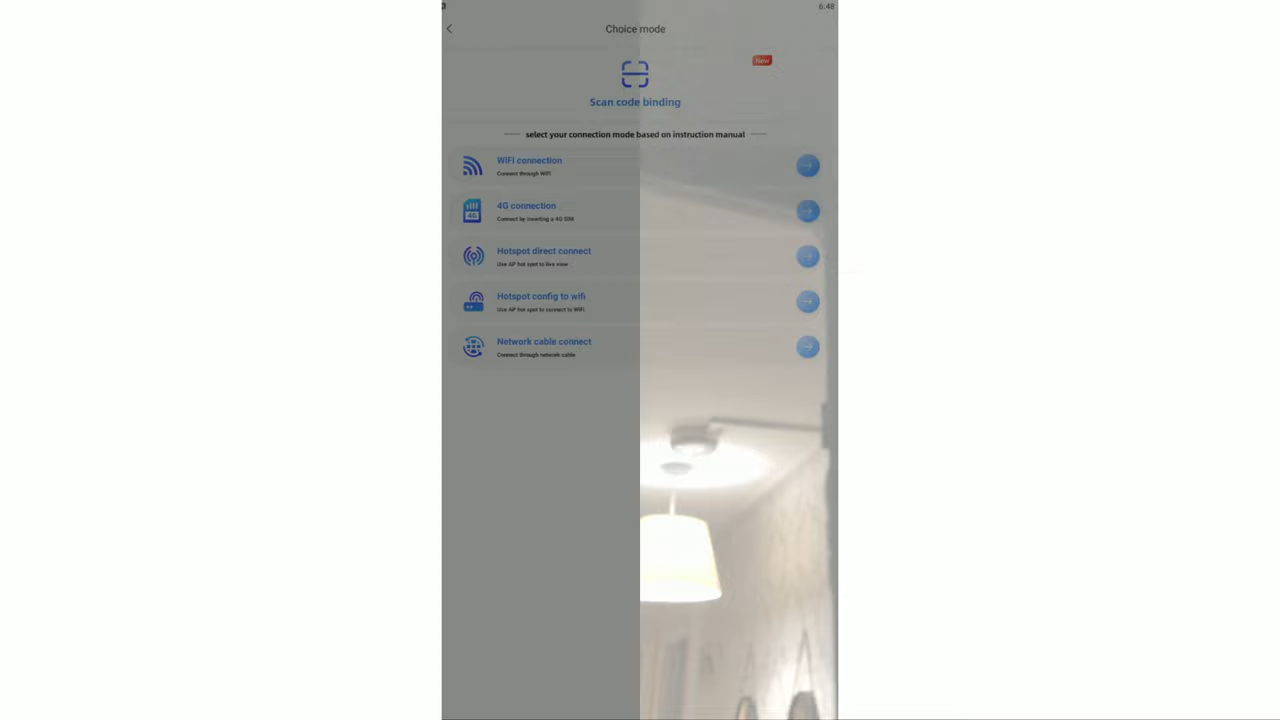 6.48
Choice mode
New
Scan code binding
select your connection mode based on instruction manual
WiFi connection
Connect through WiFi
4G connection
Connect by inserting a 4G SIM
4G
Hotspot direct connect
Use AP hot spot to live view
Hotspot config to wifi
Use AP hot spot to connect to WiFi
Network cable connect
Connect through network cable